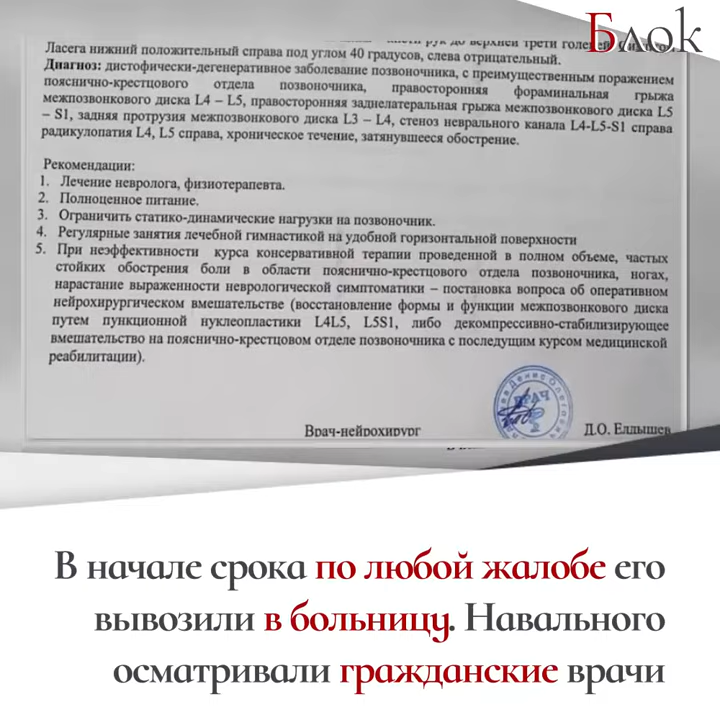 Блок
Ласега нижний положительный справа под углом 40 градусов, слева отрицательный.
Диагноз: дистофически-дегенеративное заболевание позвоночника, с преимущественным поражением
пояснично-крестцового отдела позвоночника, правосторонняя фораминальная грыжа
межпозвонкового диска L4 – L5, правосторонняя заднелатеральная грыжа межпозвонкового диска L5
– S1, задняя протрузия межпозвонкового диска L3 – L4, стеноз неврального канала L4-L5-S1 справа
радикулопатия L4, L5 справа, хроническое течение, затянувшееся обострение.
Рекомендации:
1. Лечение невролога, физиотерапевта.
2. Полноценное питание.
3. Ограничить статико-динамические нагрузки на позвоночник.
4. Регулярные занятия лечебной гимнастикой на удобной горизонтальной поверхности
5. При неэффективности курса консервативной терапии проведенной в полном объеме, частых
стойких обострения боли в области пояснично-крестцового отдела позвоночника, ногах,
нарастание выраженности неврологической симптоматики – постановка вопроса об оперативном
нейрохирургическом вмешательстве (восстановление формы и функции межпозвонкового диска
путем пункционной нуклеопластики L4L5, L5S1, либо декомпрессивно-стабилизирующее
вмешательство на пояснично-крестцовом отделе позвоночника с последущим курсом медицинской
реабилитации).
ВРАЧ
Врач-нейрохирург Д.О. Елдышев
В начале срока по любой жалобе его
вывозили в больницу. Навального
осматривали гражданские врачи